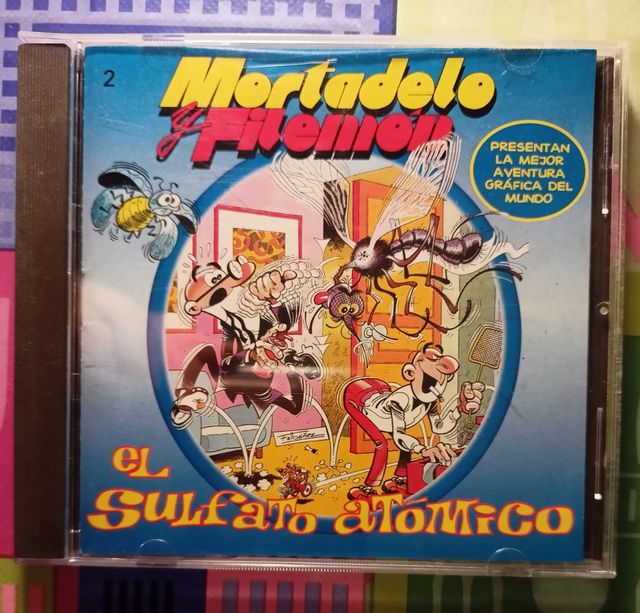 2
Mortadelo
y Filemón
PRESENTAN
LA MEJOR
AVENTURA
GRÁFICA DEL
MUNDO
EL
SULFATO ATÓMICO